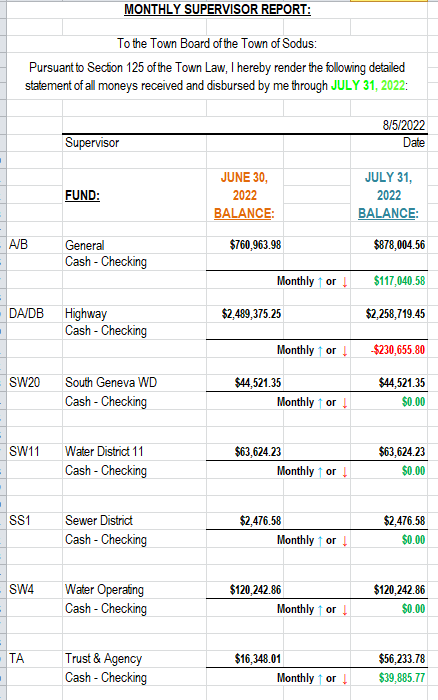 MONTHLY SUPERVISOR REPORT:
To the Town Board of the Town of Sodus:
Pursuant to Section 125 of the Town Law, I hereby render the following detailed
statement of all moneys received and disbursed by me through JULY 31, 2022:
8/5/2022
Supervisor Date
JUNE 30, JULY 31,
FUND: 2022 2022
BALANCE: BALANCE:
A/B General $760,963.98 $878,004.56
Cash - Checking
Monthly ↑ or ↓ $117,040.58
DA/DB Highway $2,489,375.25 $2,258,719.45
Cash - Checking
Monthly ↑ or ↓ -$230,655.80
SW20 South Geneva WD $44,521.35 $44,521.35
Cash - Checking Monthly ↑ or ↓ $0.00
SW11 Water District 11 $63,624.23 $63,624.23
Cash - Checking Monthly ↑ or ↓ $0.00
SS1 Sewer District $2,476.58 $2,476.58
Cash - Checking Monthly ↑ or ↓ $0.00
SW4 Water Operating $120,242.86 $120,242.86
Cash - Checking Monthly ↑ or ↓ $0.00
TA Trust & Agency $16,348.01 $56,233.78
Cash - Checking Monthly ↑ or ↓ $39,885.77